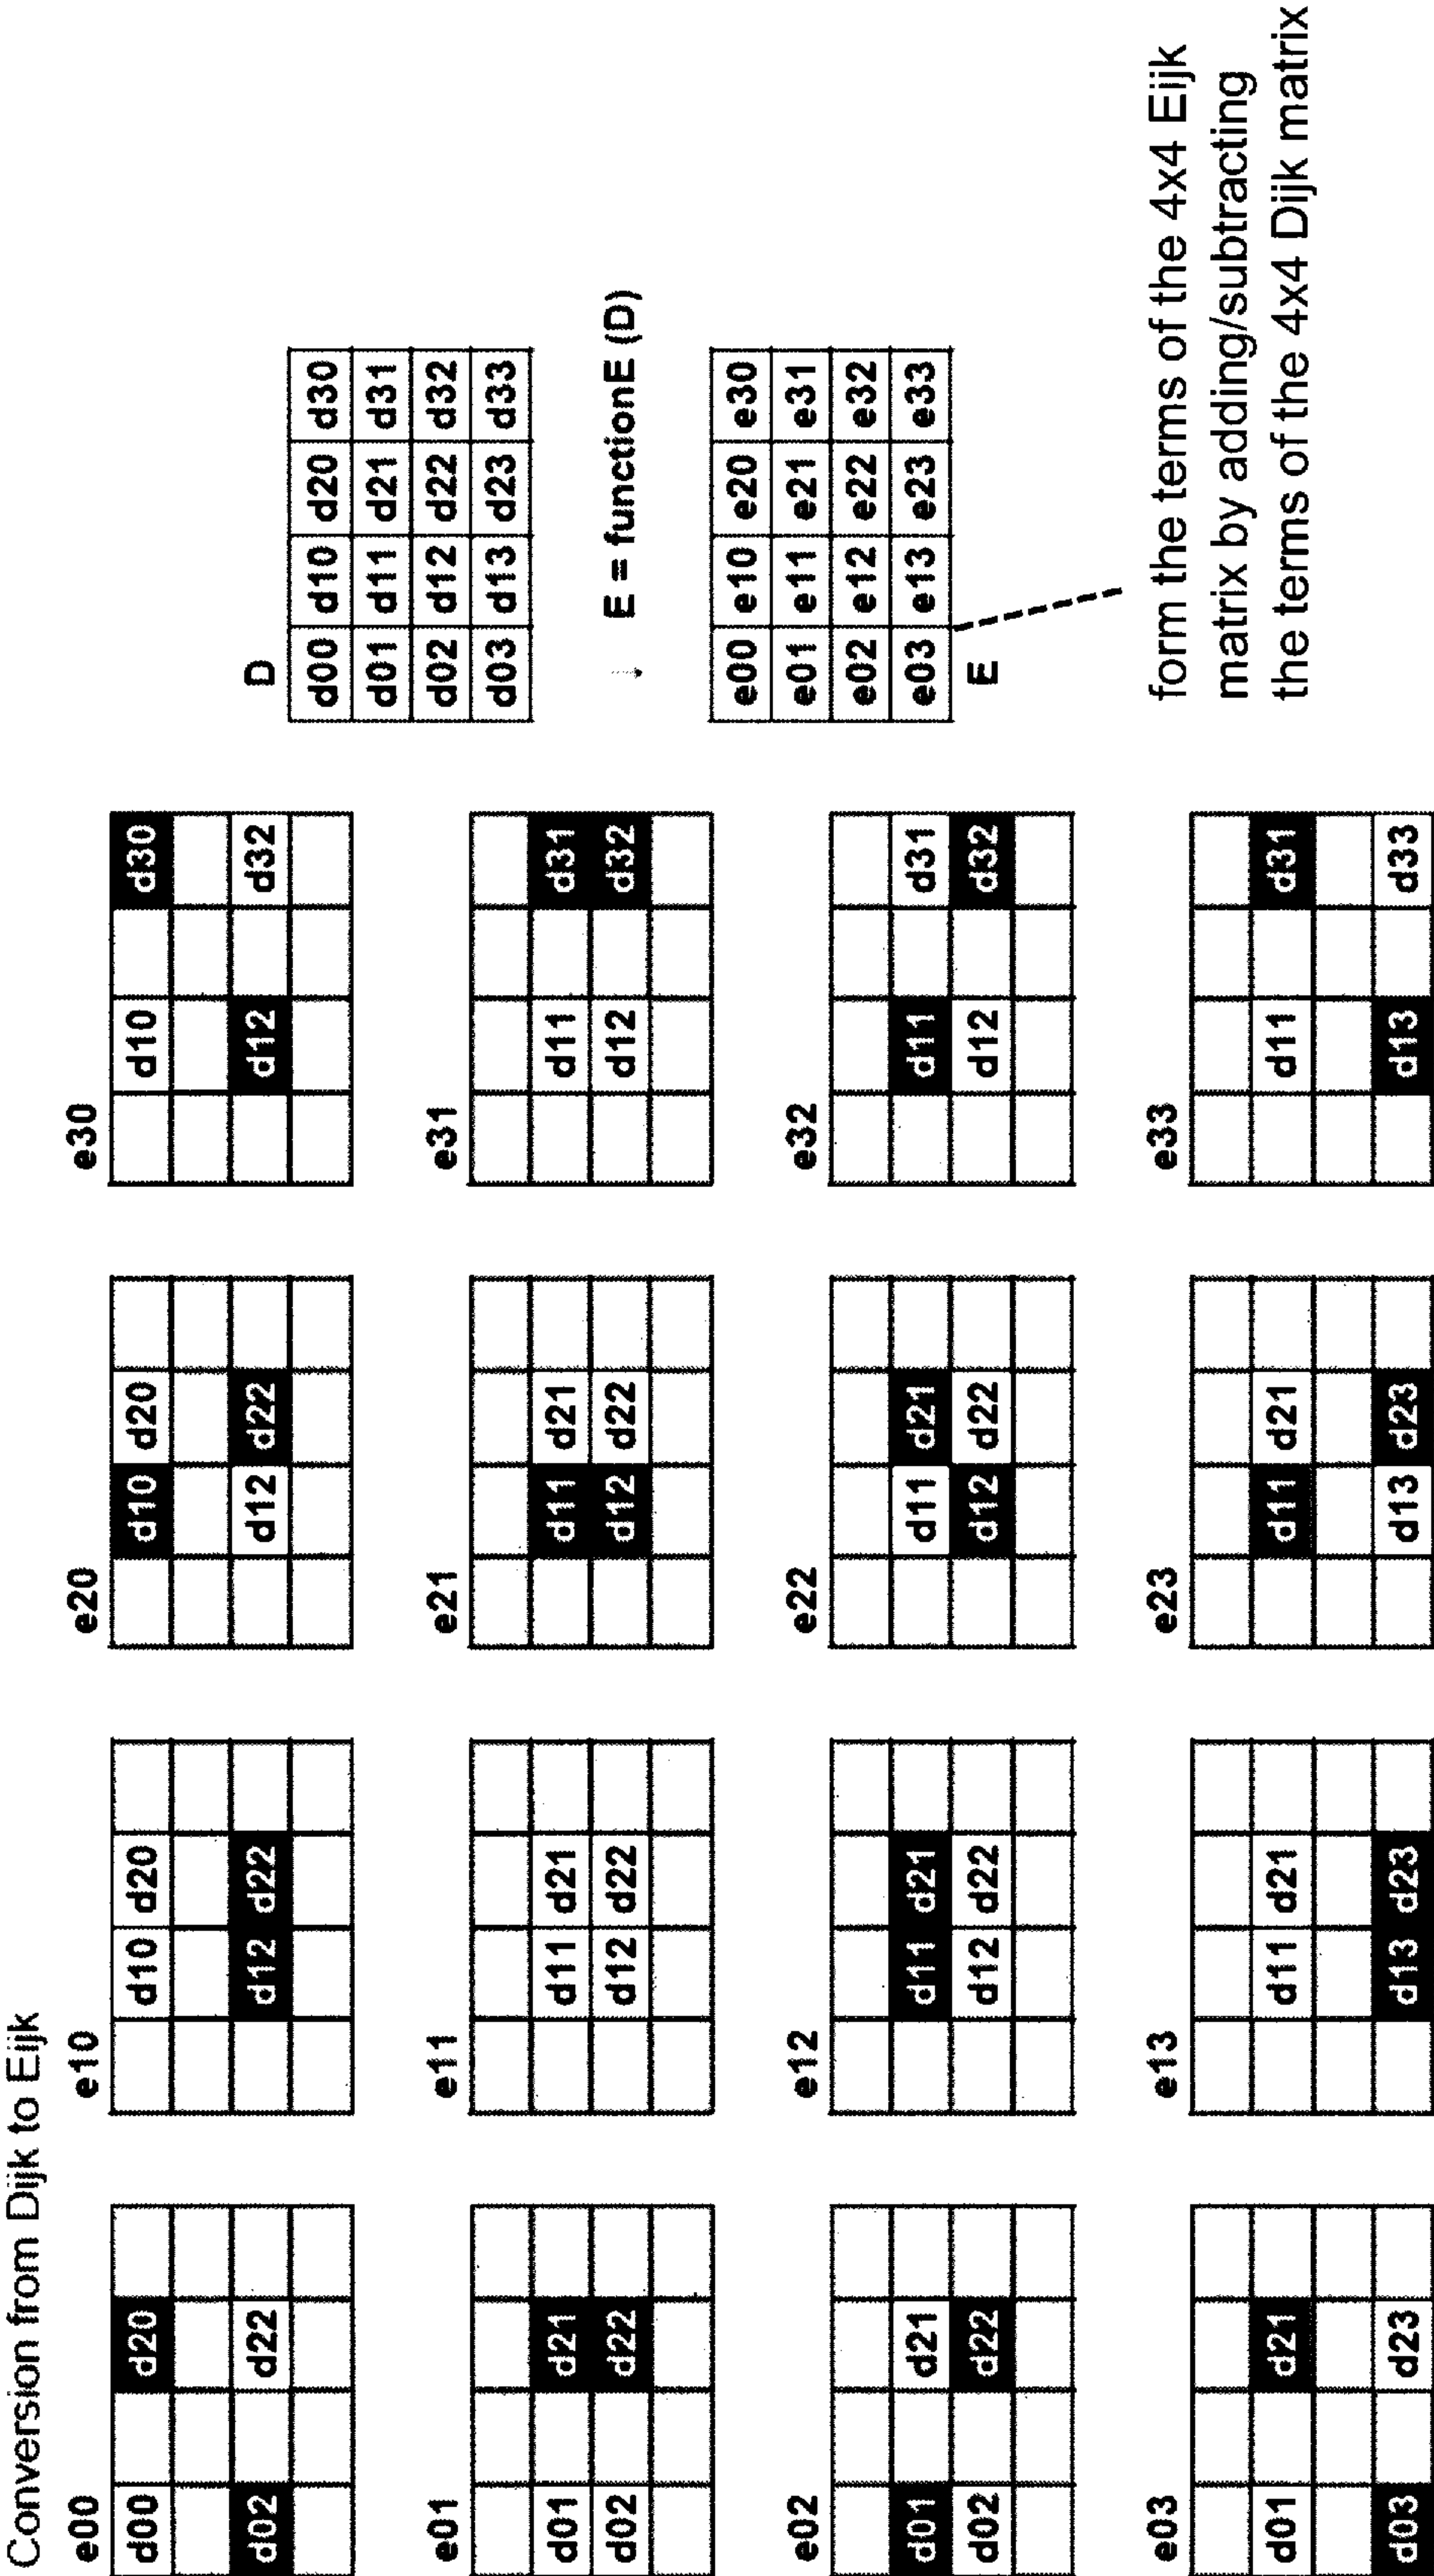 Conversion from Dijk to Eijk
e00 e10 e20 e30
d00 d20 d10 d20 d10 d20 d10 d30
d02 d22 d12 d22 d12 d22 d12 d32
e01 e11 e21 e31
d01 d21 d11 d21 d11 d21 d11 d31
d02 d22 d12 d22 d12 d22 d12 d32
e02 e12 e22 e32
d01 d21 d11 d21 d11 d21 d11 d31
d02 d22 d12 d22 d12 d22 d12 d32
e03 e13 e23 e33
d01 d21 d11 d21 d11 d21 d11 d31
d03 d23 d13 d23 d13 d23 d13 d33
D
d00 d10 d20 d30
d01 d11 d21 d31
d02 d12 d22 d32
d03 d13 d23 d33
↓ E = functionE (D)
e00 e10 e20 e30
e01 e11 e21 e31
e02 e12 e22 e32
e03 e13 e23 e33
E
form the terms of the 4x4 Eijk
matrix by adding/subtracting
the terms of the 4x4 Dijk matrix